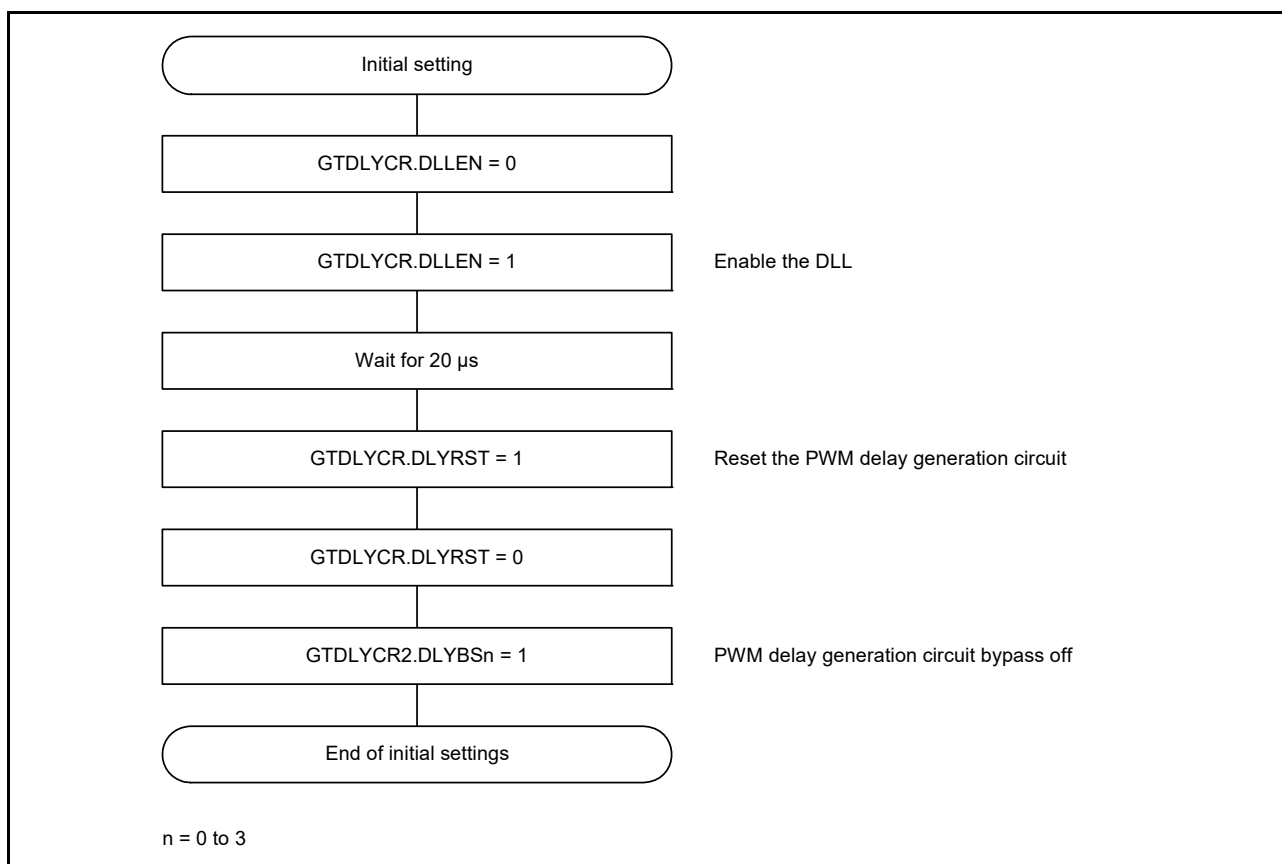 Initial setting
GTDLYCR.DLLEN = 0
GTDLYCR.DLLEN = 1
Enable the DLL
Wait for 20 µs
GTDLYCR.DLYRST = 1
Reset the PWM delay generation circuit
GTDLYCR.DLYRST = 0
GTDLYCR2.DLYBSn = 1
PWM delay generation circuit bypass off
End of initial settings
n = 0 to 3